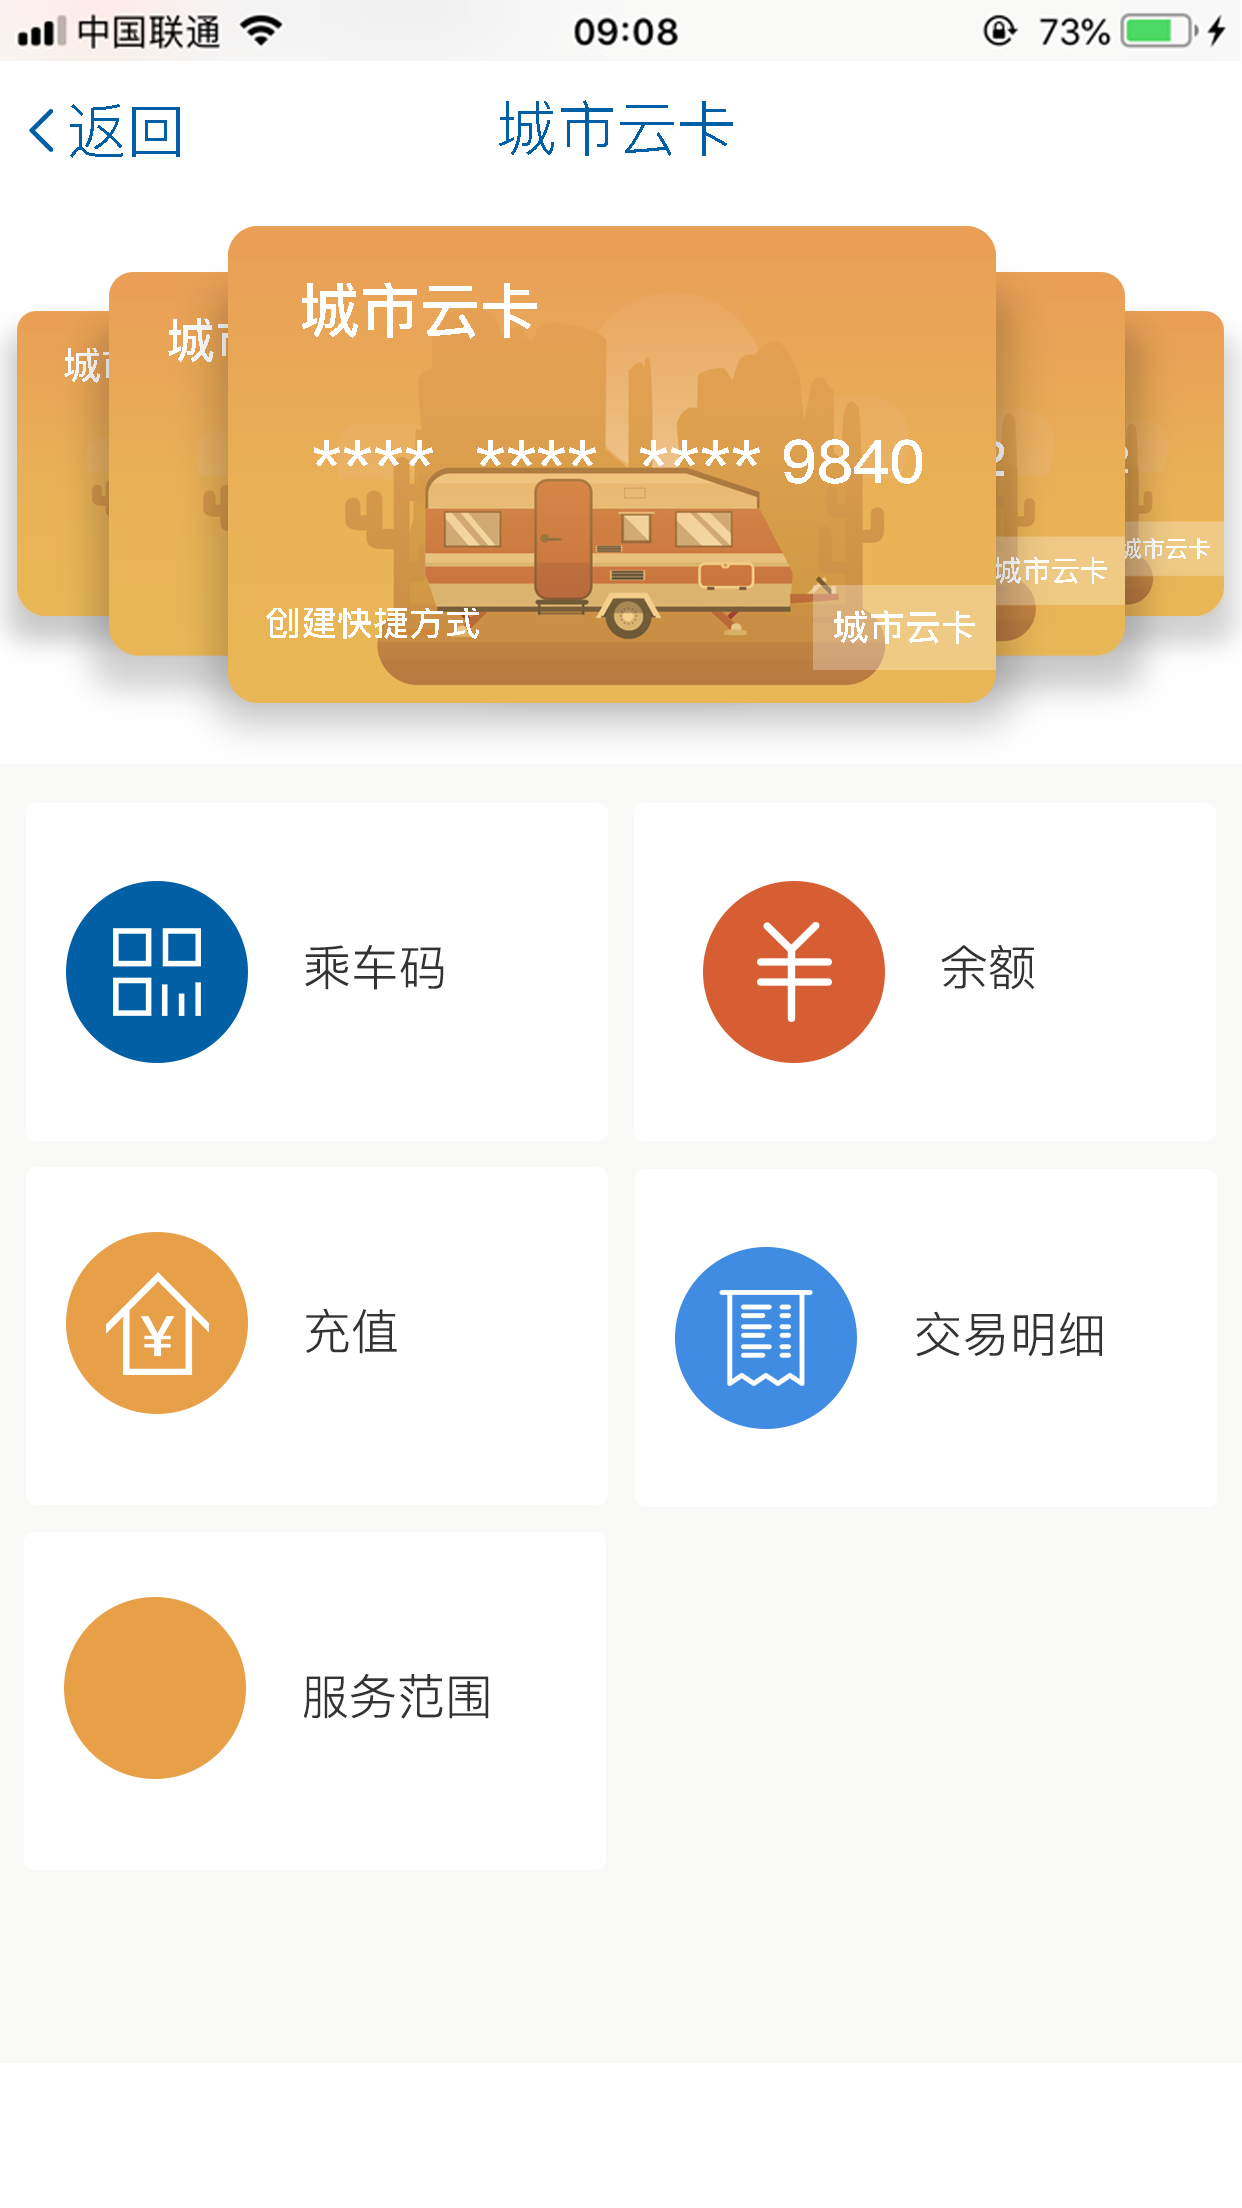 中国联通 09:08 73%
返回 城市云卡
城市云卡
城
城
**** **** **** 9840
2
2
创建快捷方式
城市云卡
城市云卡
城市云卡
乘车码
余额
充值
交易明细
服务范围